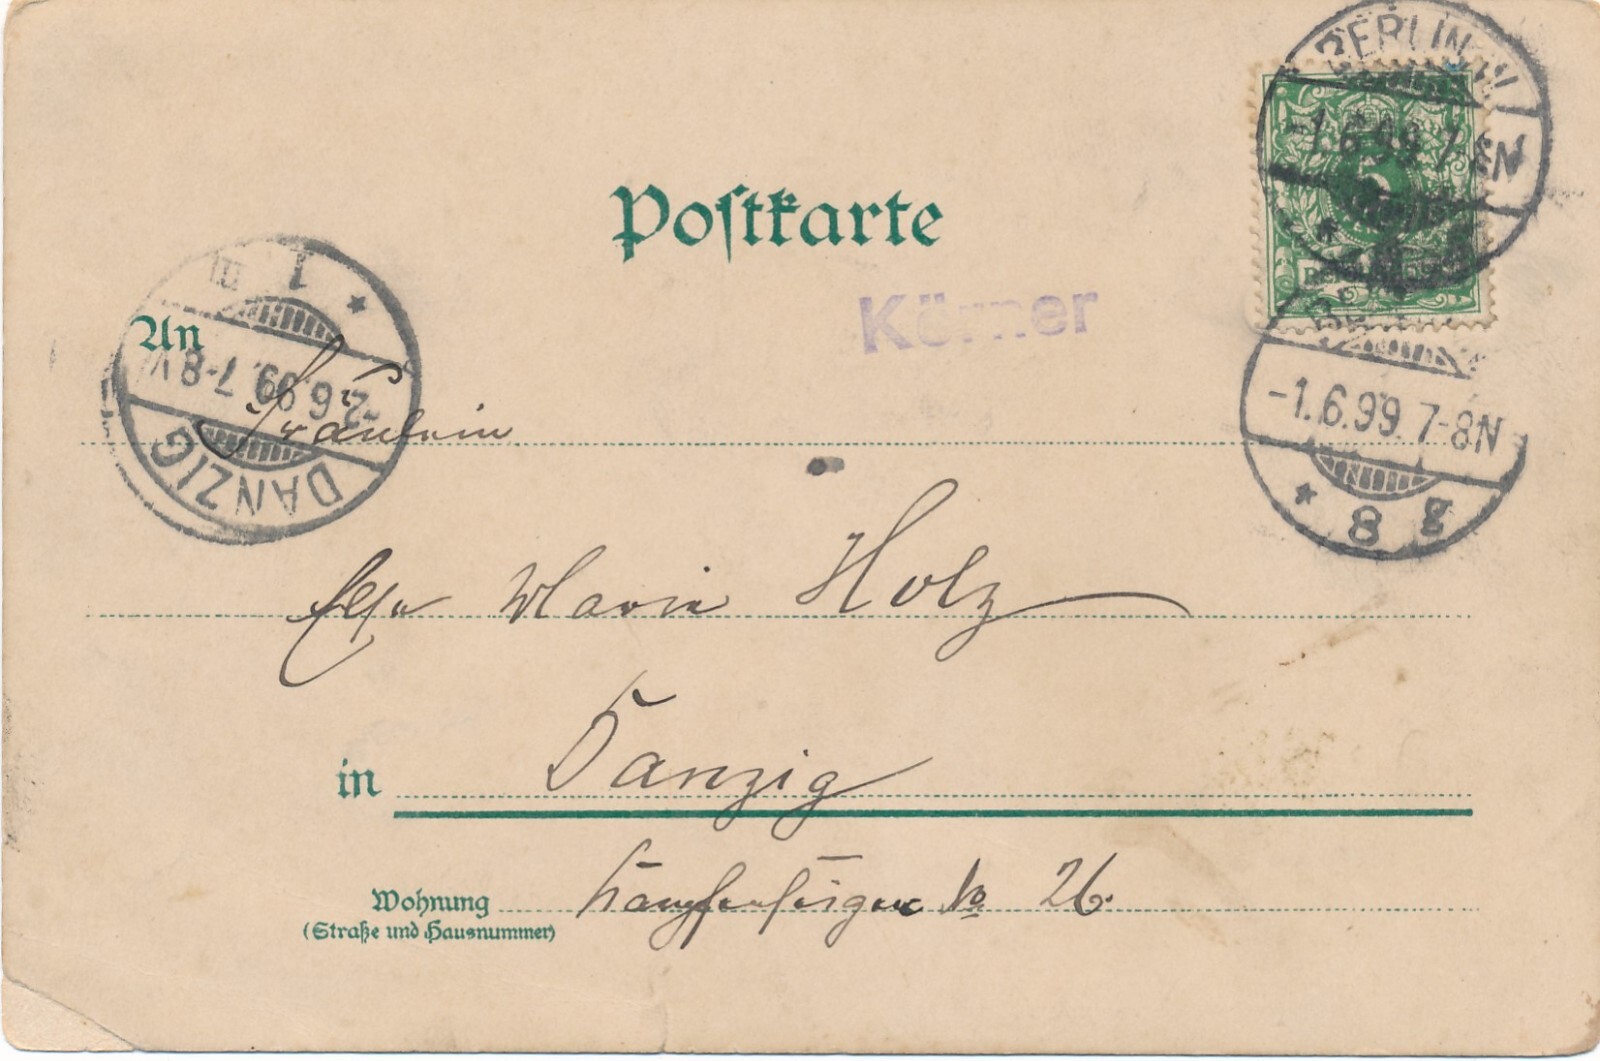 Postkarte
BERLIN W
-1.6.99.7-8N
*
5
Körner
An
DANZIG
2.6.99.7-8V
* 1
Fräulein
-1.6.99.7-8N
* 8
Marie Holz
in Danzig
Wohnung No 26.
(Straße und Hausnummer)